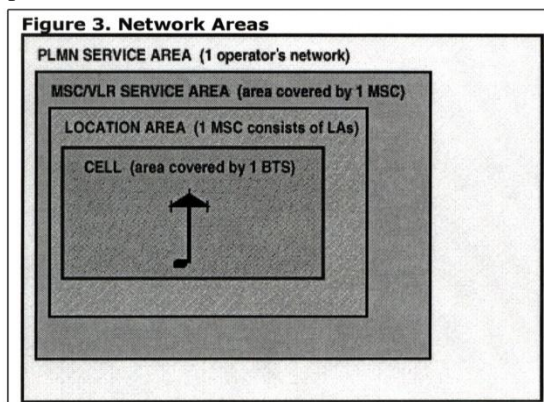 Figure 3. Network Areas
PLMN SERVICE AREA (1 operator's network)
MSC/VLR SERVICE AREA (area covered by 1 MSC)
LOCATION AREA (1 MSC consists of LAs)
CELL (area covered by 1 BTS)